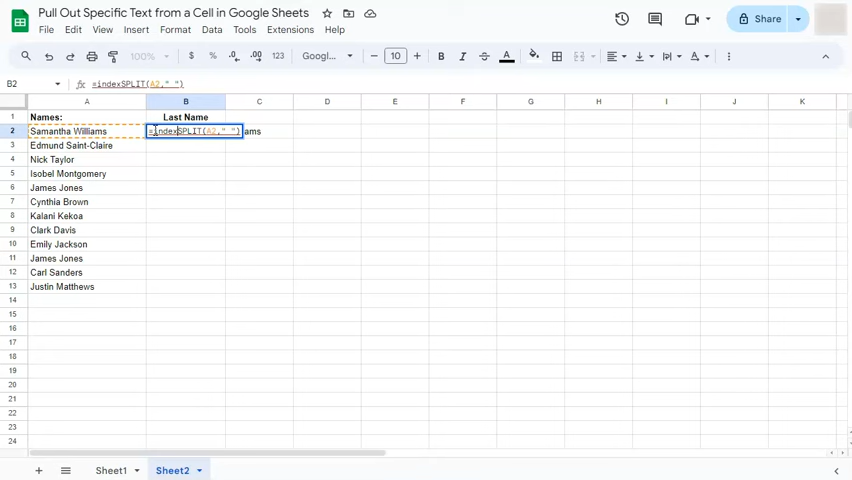 Pull Out Specific Text from a Cell in Google Sheets
File Edit View Insert Format Data Tools Extensions Help
Share
100% $ % .0 .00 123 Googl... 10 B I A
B2 fx =indexSPLIT(A2," ")
A B C D E F G H I J K
1 Names: Last Name
2 Samantha Williams =indexSPLIT(A2," ") ams
3 Edmund Saint-Claire
4 Nick Taylor
5 Isobel Montgomery
6 James Jones
7 Cynthia Brown
8 Kalani Kekoa
9 Clark Davis
10 Emily Jackson
11 James Jones
12 Carl Sanders
13 Justin Matthews
14
15
16
17
18
19
20
21
22
23
24
Sheet1 Sheet2